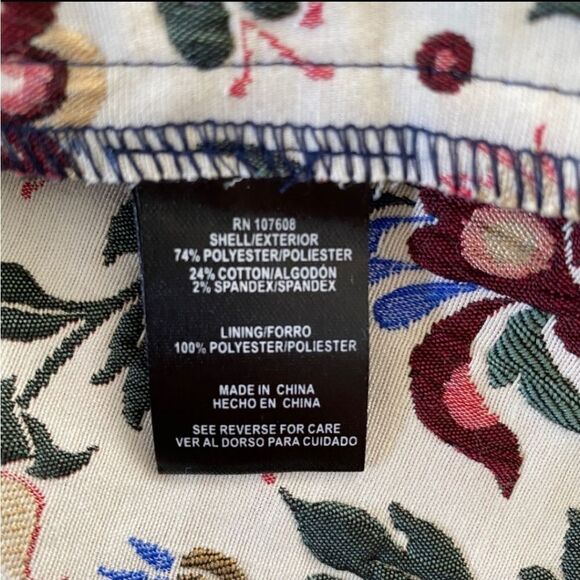 RN 107608
SHELL/EXTERIOR
74% POLYESTER/POLIESTER
24% COTTON/ALGODÓN
2% SPANDEX/SPANDEX
LINING/FORRO
100% POLYESTER/POLIESTER
MADE IN CHINA
HECHO EN CHINA
SEE REVERSE FOR CARE
VER AL DORSO PARA CUIDADO